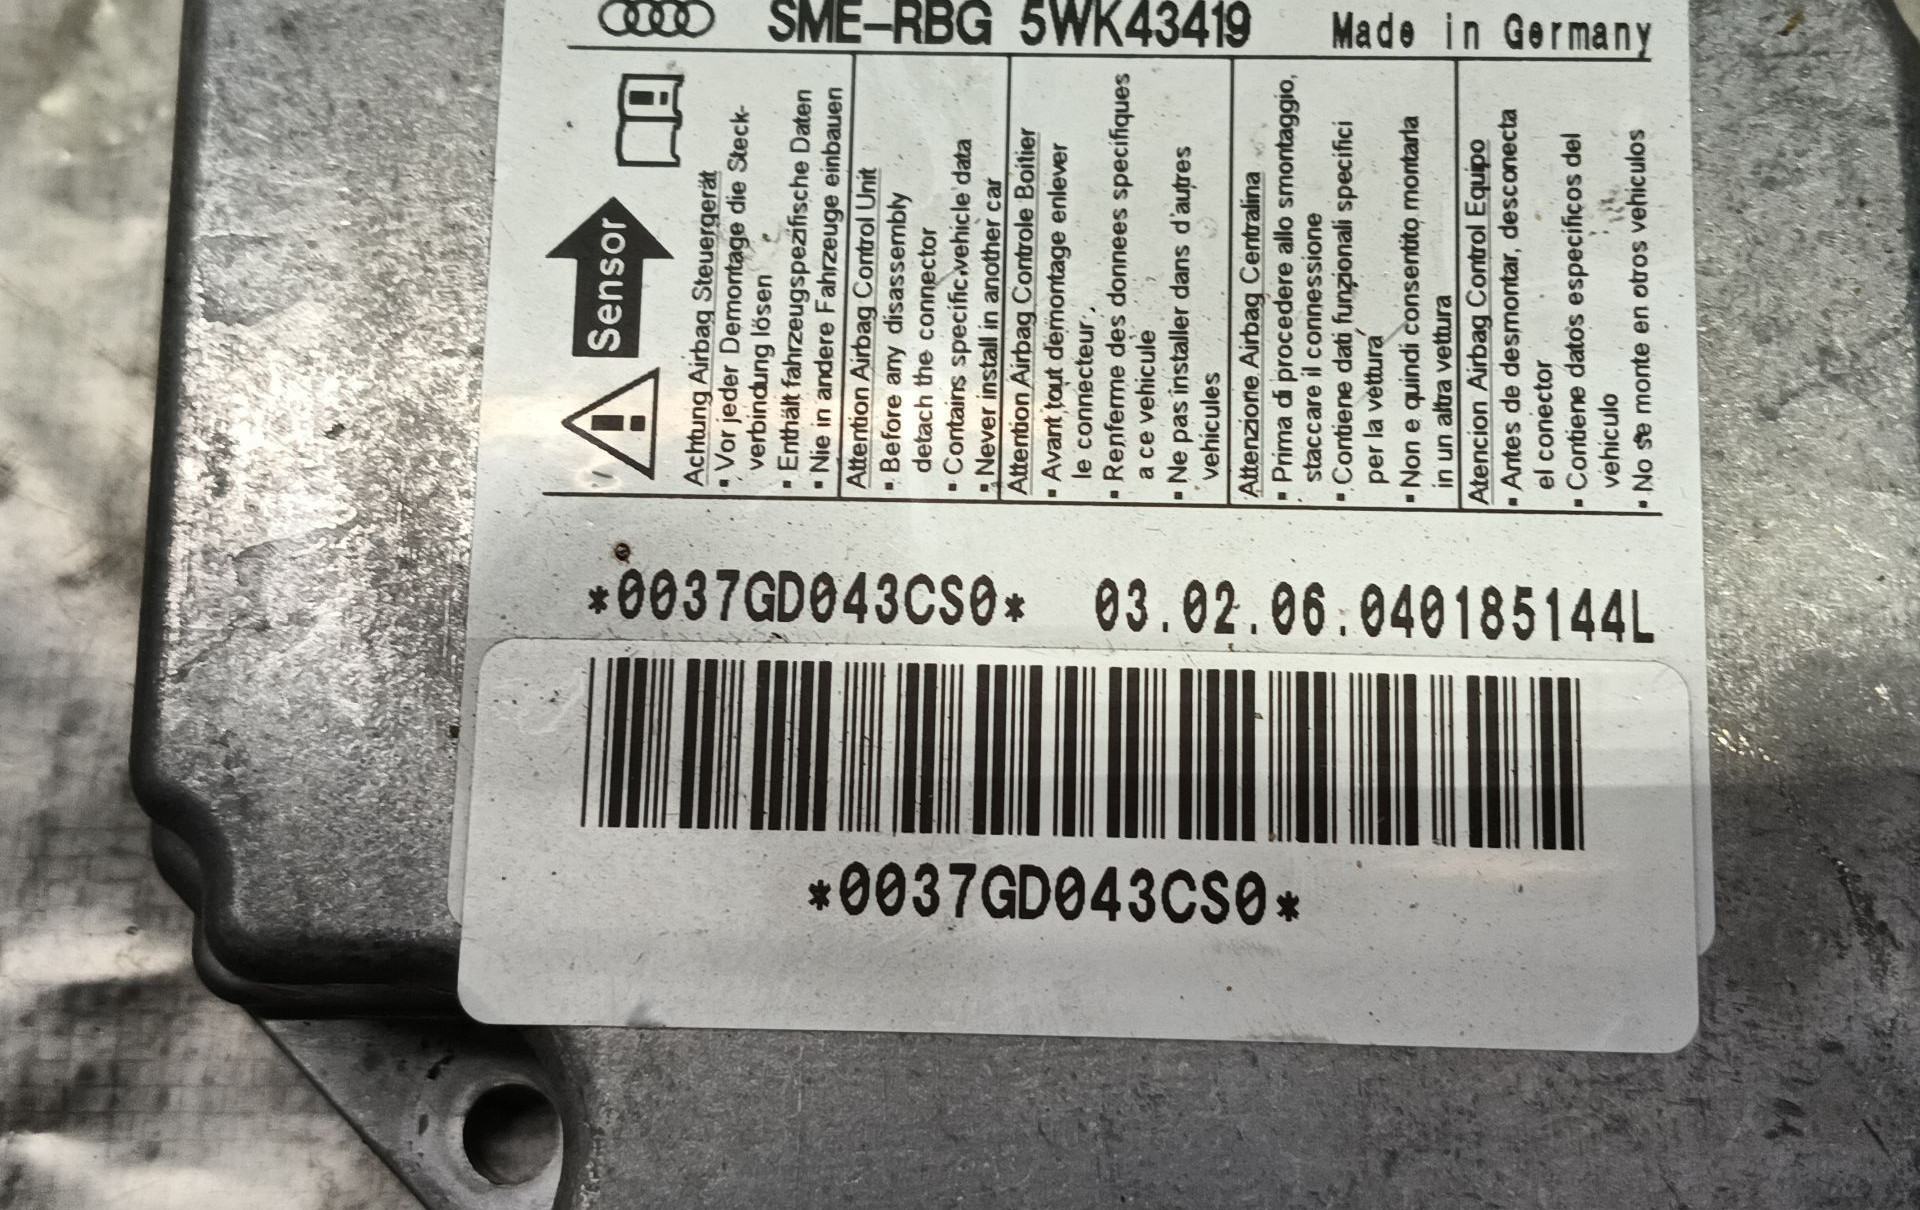 SME-RBG 5WK43419 Made in Germany
Sensor
Achtung Airbag Steuergerät
▪ Vor jeder Demontage die Steck-
verbindung lösen
▪ Enthält fahrzeugspezifische Daten
▪ Nie in andere Fahrzeuge einbauen
Attention Airbag Control Unit
▪ Before any disassembly
detach the connector
▪ Contains specific vehicle data
▪ Never install in another car
Attention Airbag Controle Boitier
▪ Avant tout demontage enlever
le connecteur
▪ Renferme des donnees specifiques
a ce vehicule
▪ Ne pas installer dans d'autres
vehicules
Attenzione Airbag Centralina
▪ Prima di procedere allo smontaggio,
staccare il connessione
▪ Contiene dati funzionali specifici
per la vettura
▪ Non e quindi consentito montarla
in un altra vettura
Atencion Airbag Control Equipo
▪ Antes de desmontar, desconecta
el conector
▪ Contiene datos especificos del
vehiculo
▪ No se monte en otros vehiculos
*0037GD043CS0* 03.02.06.040185144L
*0037GD043CS0*